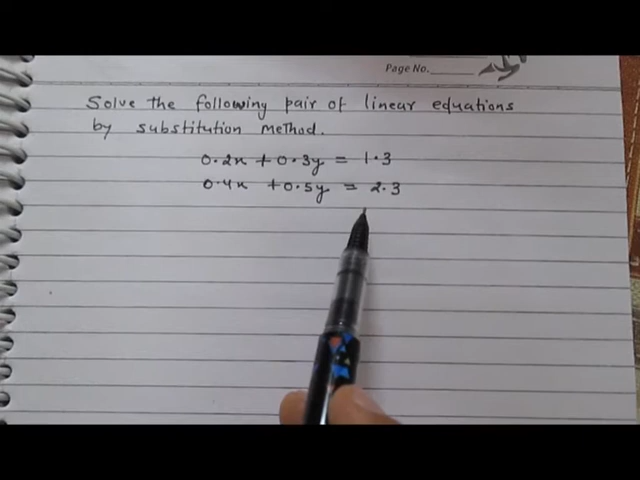 Page No.
Solve the following pair of linear equations
by substitution method.
0.2x + 0.3y = 1.3
0.4x + 0.5y = 2.3